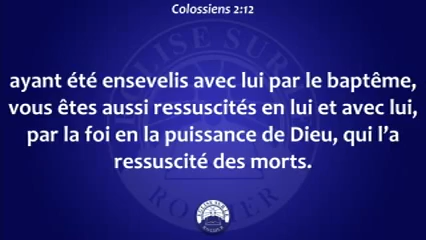 Colossiens 2:12
ayant été ensevelis avec lui par le baptême,
vous êtes aussi ressuscités en lui et avec lui,
par la foi en la puissance de Dieu, qui l’a
ressuscité des morts.